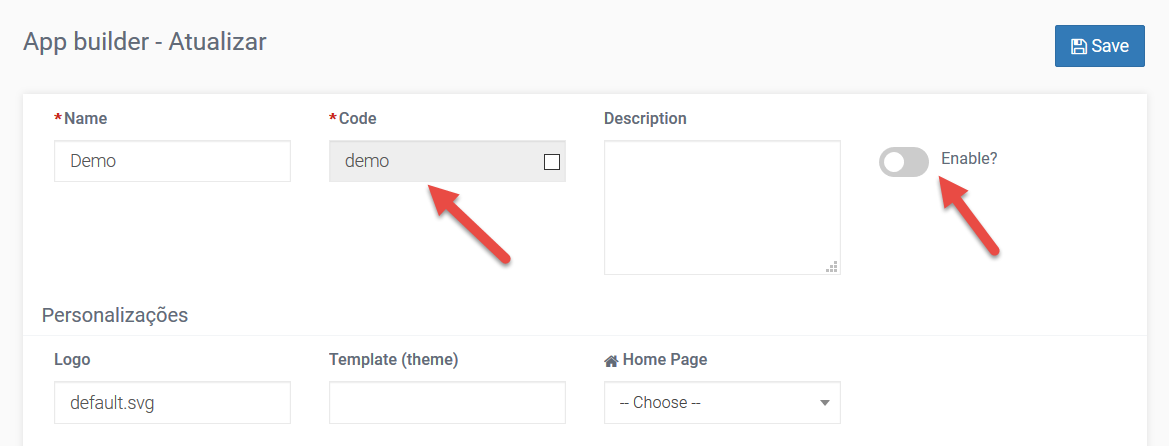 App builder - Atualizar
Save
*Name
*Code
Description
Demo
demo
Enable?
Personalizações
Logo
Template (theme)
Home Page
default.svg
-- Choose --